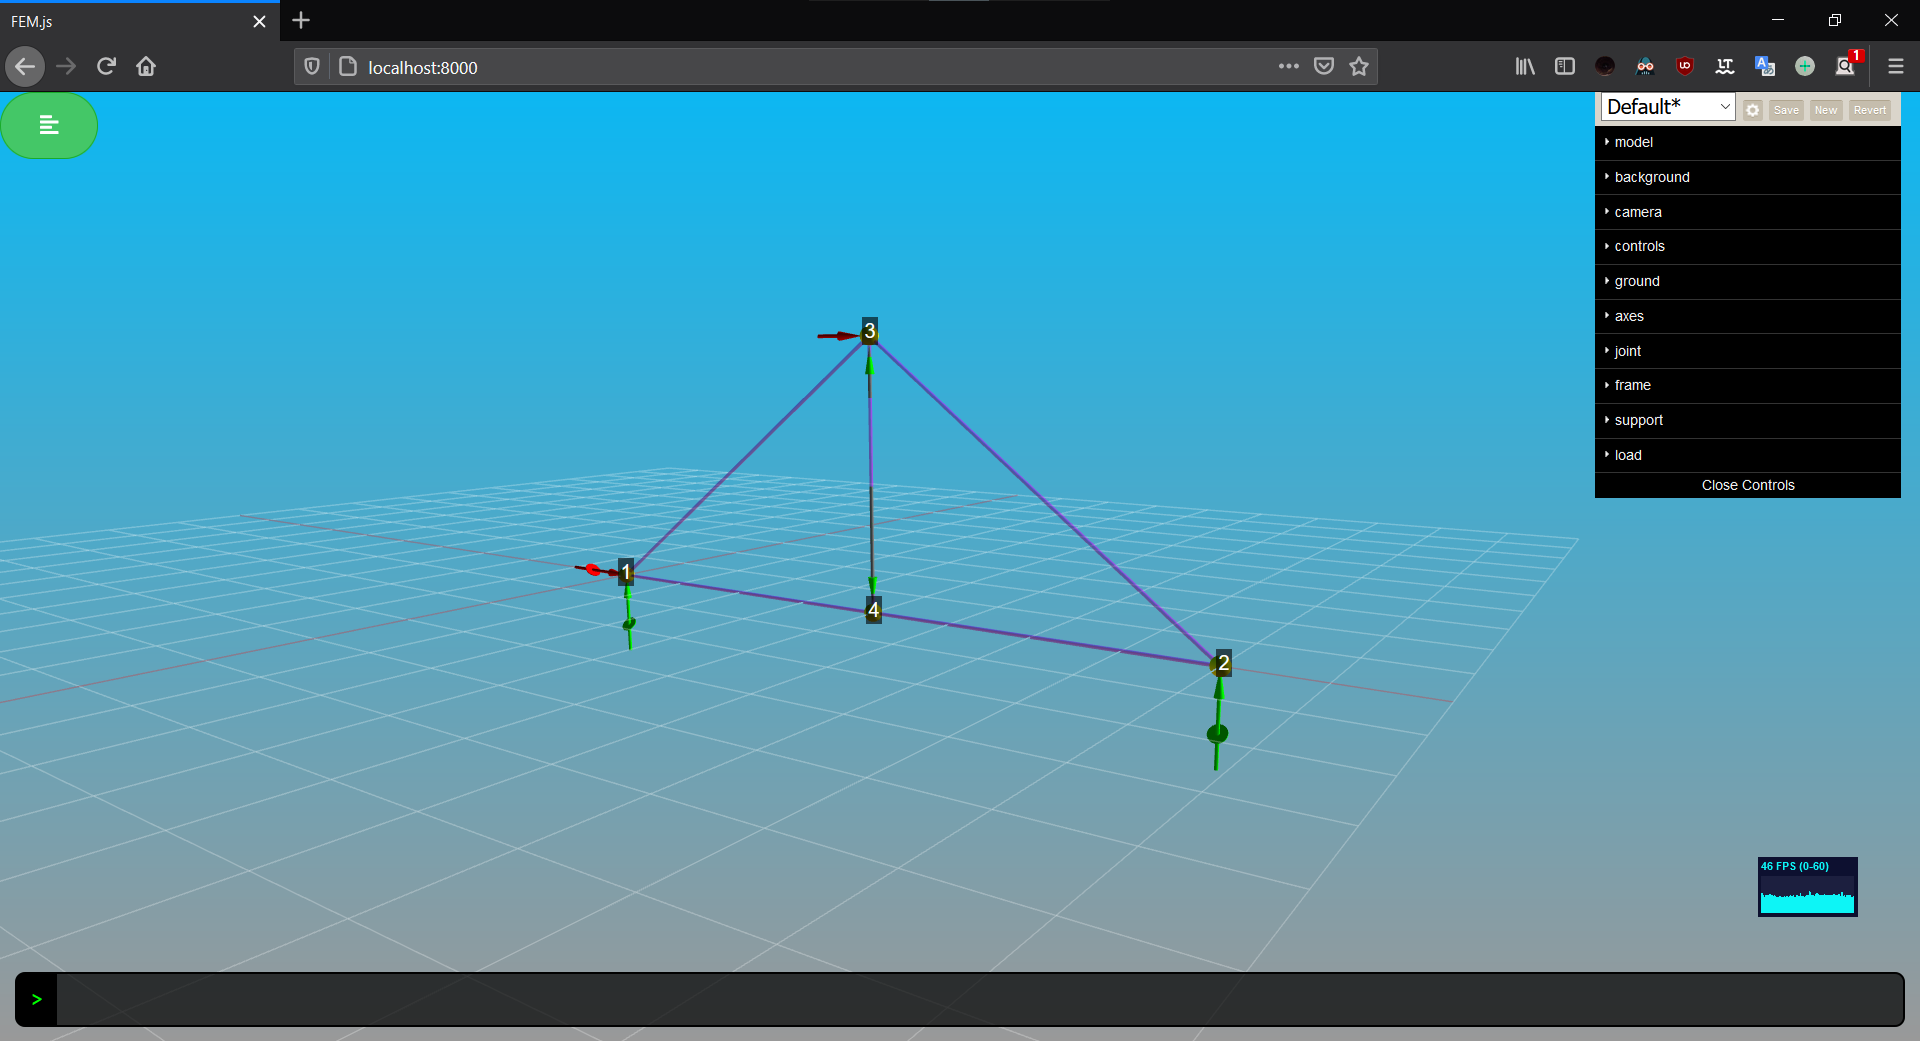 FEM.js
localhost:8000
1
Default*
Save
New
Revert
model
background
camera
controls
ground
axes
joint
frame
support
load
Close Controls
3
1
4
2
46 FPS (0-60)
>